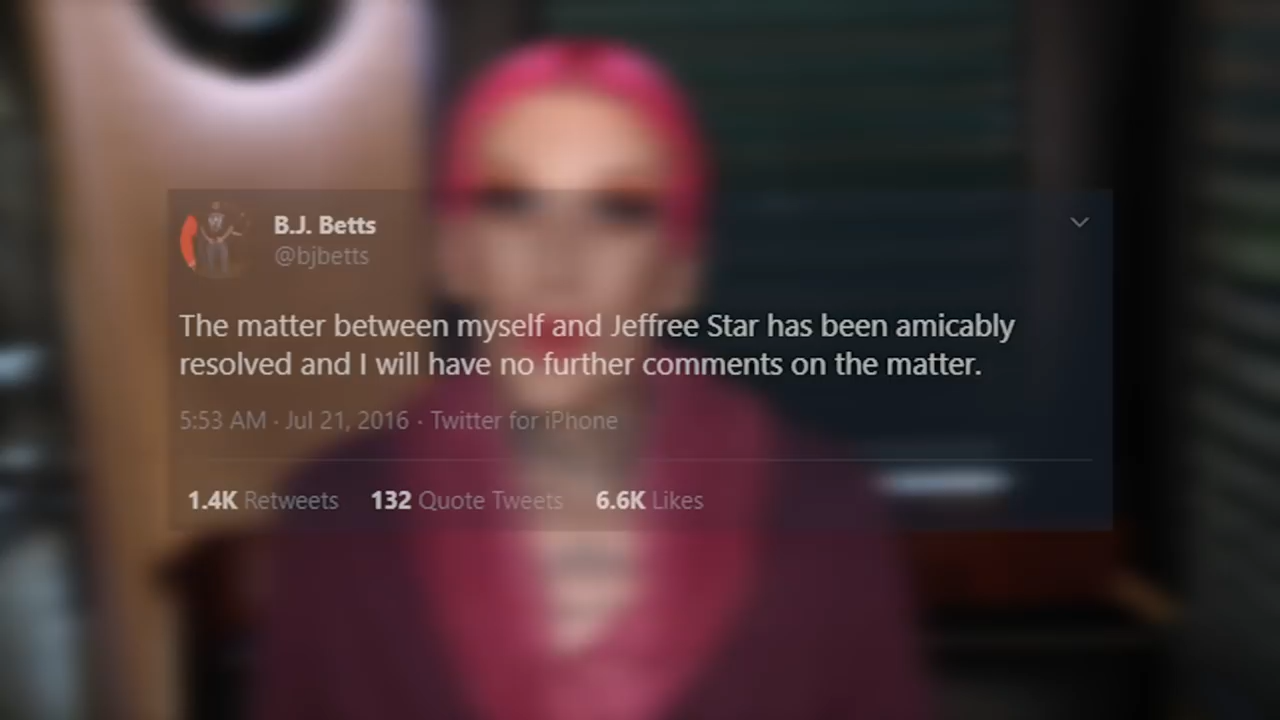 B.J. Betts
@bjbetts
The matter between myself and Jeffree Star has been amicably
resolved and I will have no further comments on the matter.
5:53 AM · Jul 21, 2016 · Twitter for iPhone
1.4K Retweets 132 Quote Tweets 6.6K Likes